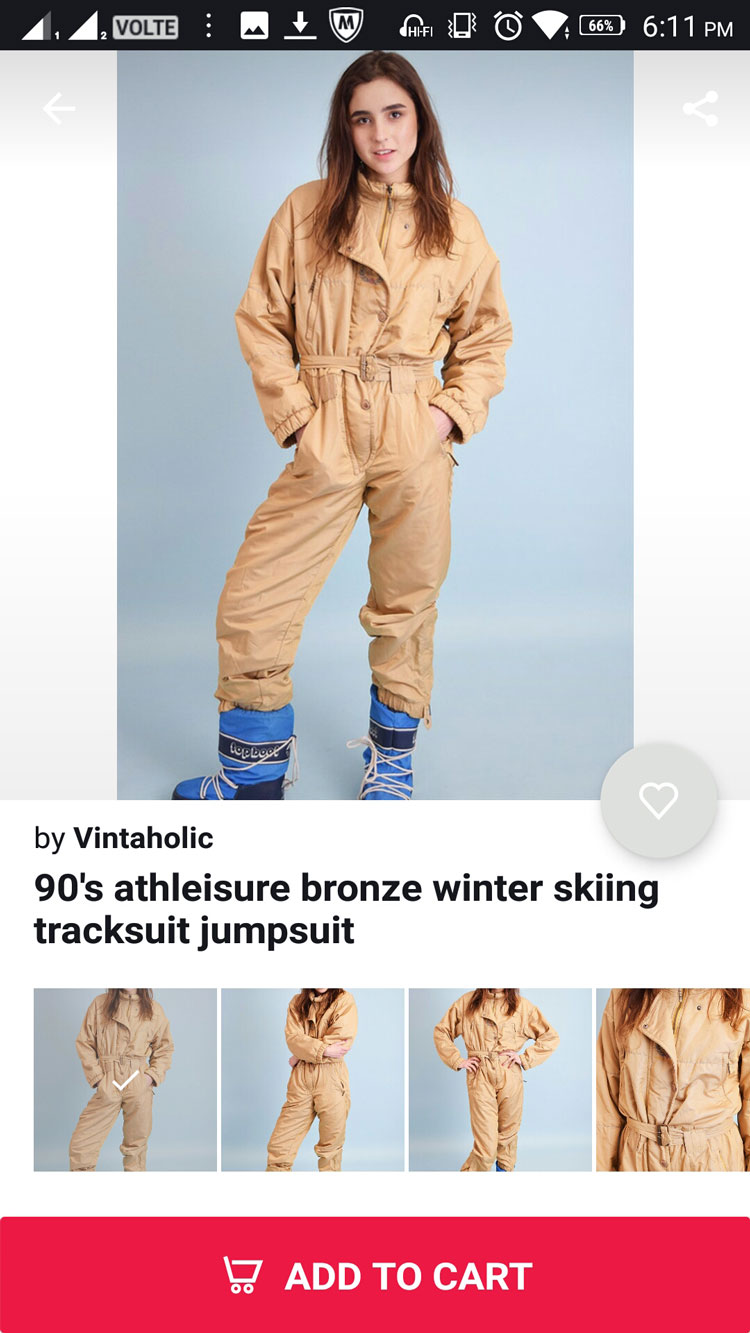 1 2 VOLTE HI-FI 66% 6:11 PM
topboot
by Vintaholic
90's athleisure bronze winter skiing
tracksuit jumpsuit
ADD TO CART